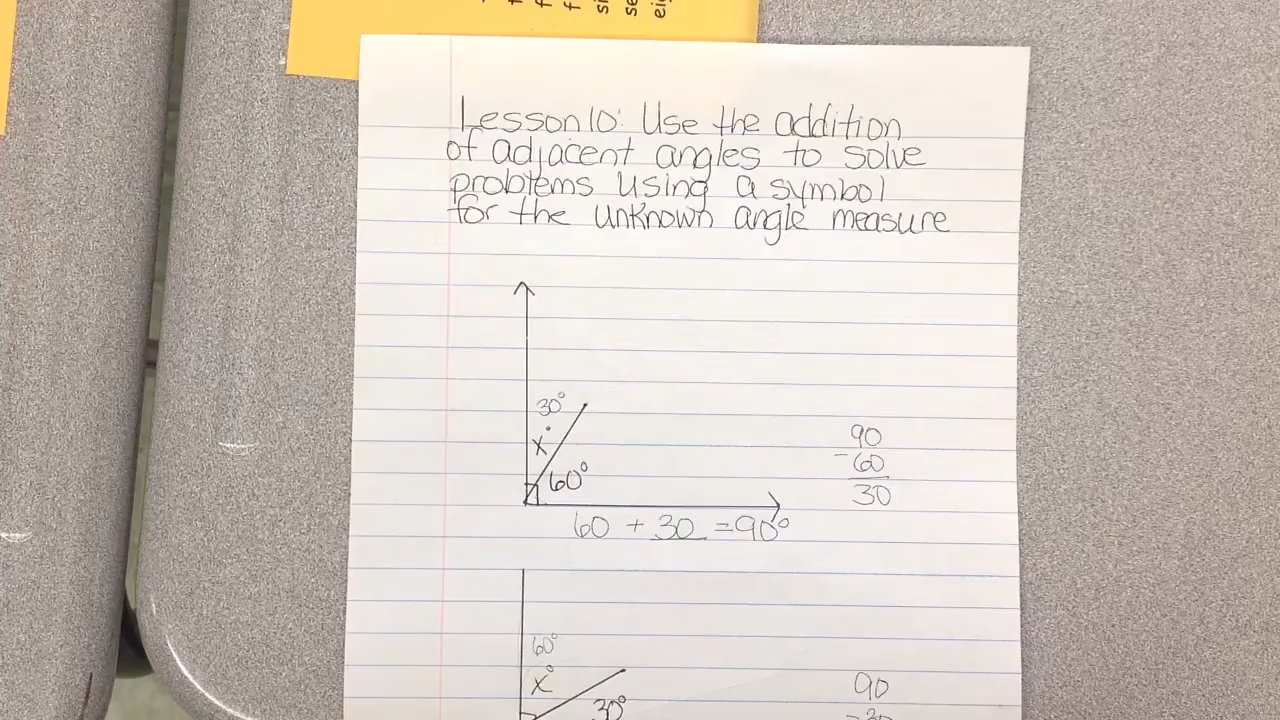 Lesson 10: Use the addition
of adjacent angles to solve
problems using a symbol
for the unknown angle measure
30°
x°
60°
90
-60
30
60 + 30 = 90°
60°
x°
30°
90
-30